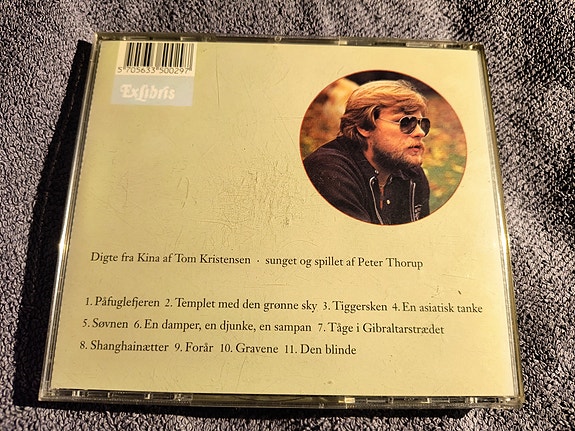 5 705633 500297
Exlibris
Digte fra Kina af Tom Kristensen · sunget og spillet af Peter Thorup
1. Påfuglefjeren 2. Templet med den grønne sky 3. Tiggersken 4. En asiatisk tanke
5. Søvnen 6. En damper, en djunke, en sampan 7. Tåge i Gibraltarstrædet
8. Shanghainætter 9. Forår 10. Gravene 11. Den blinde